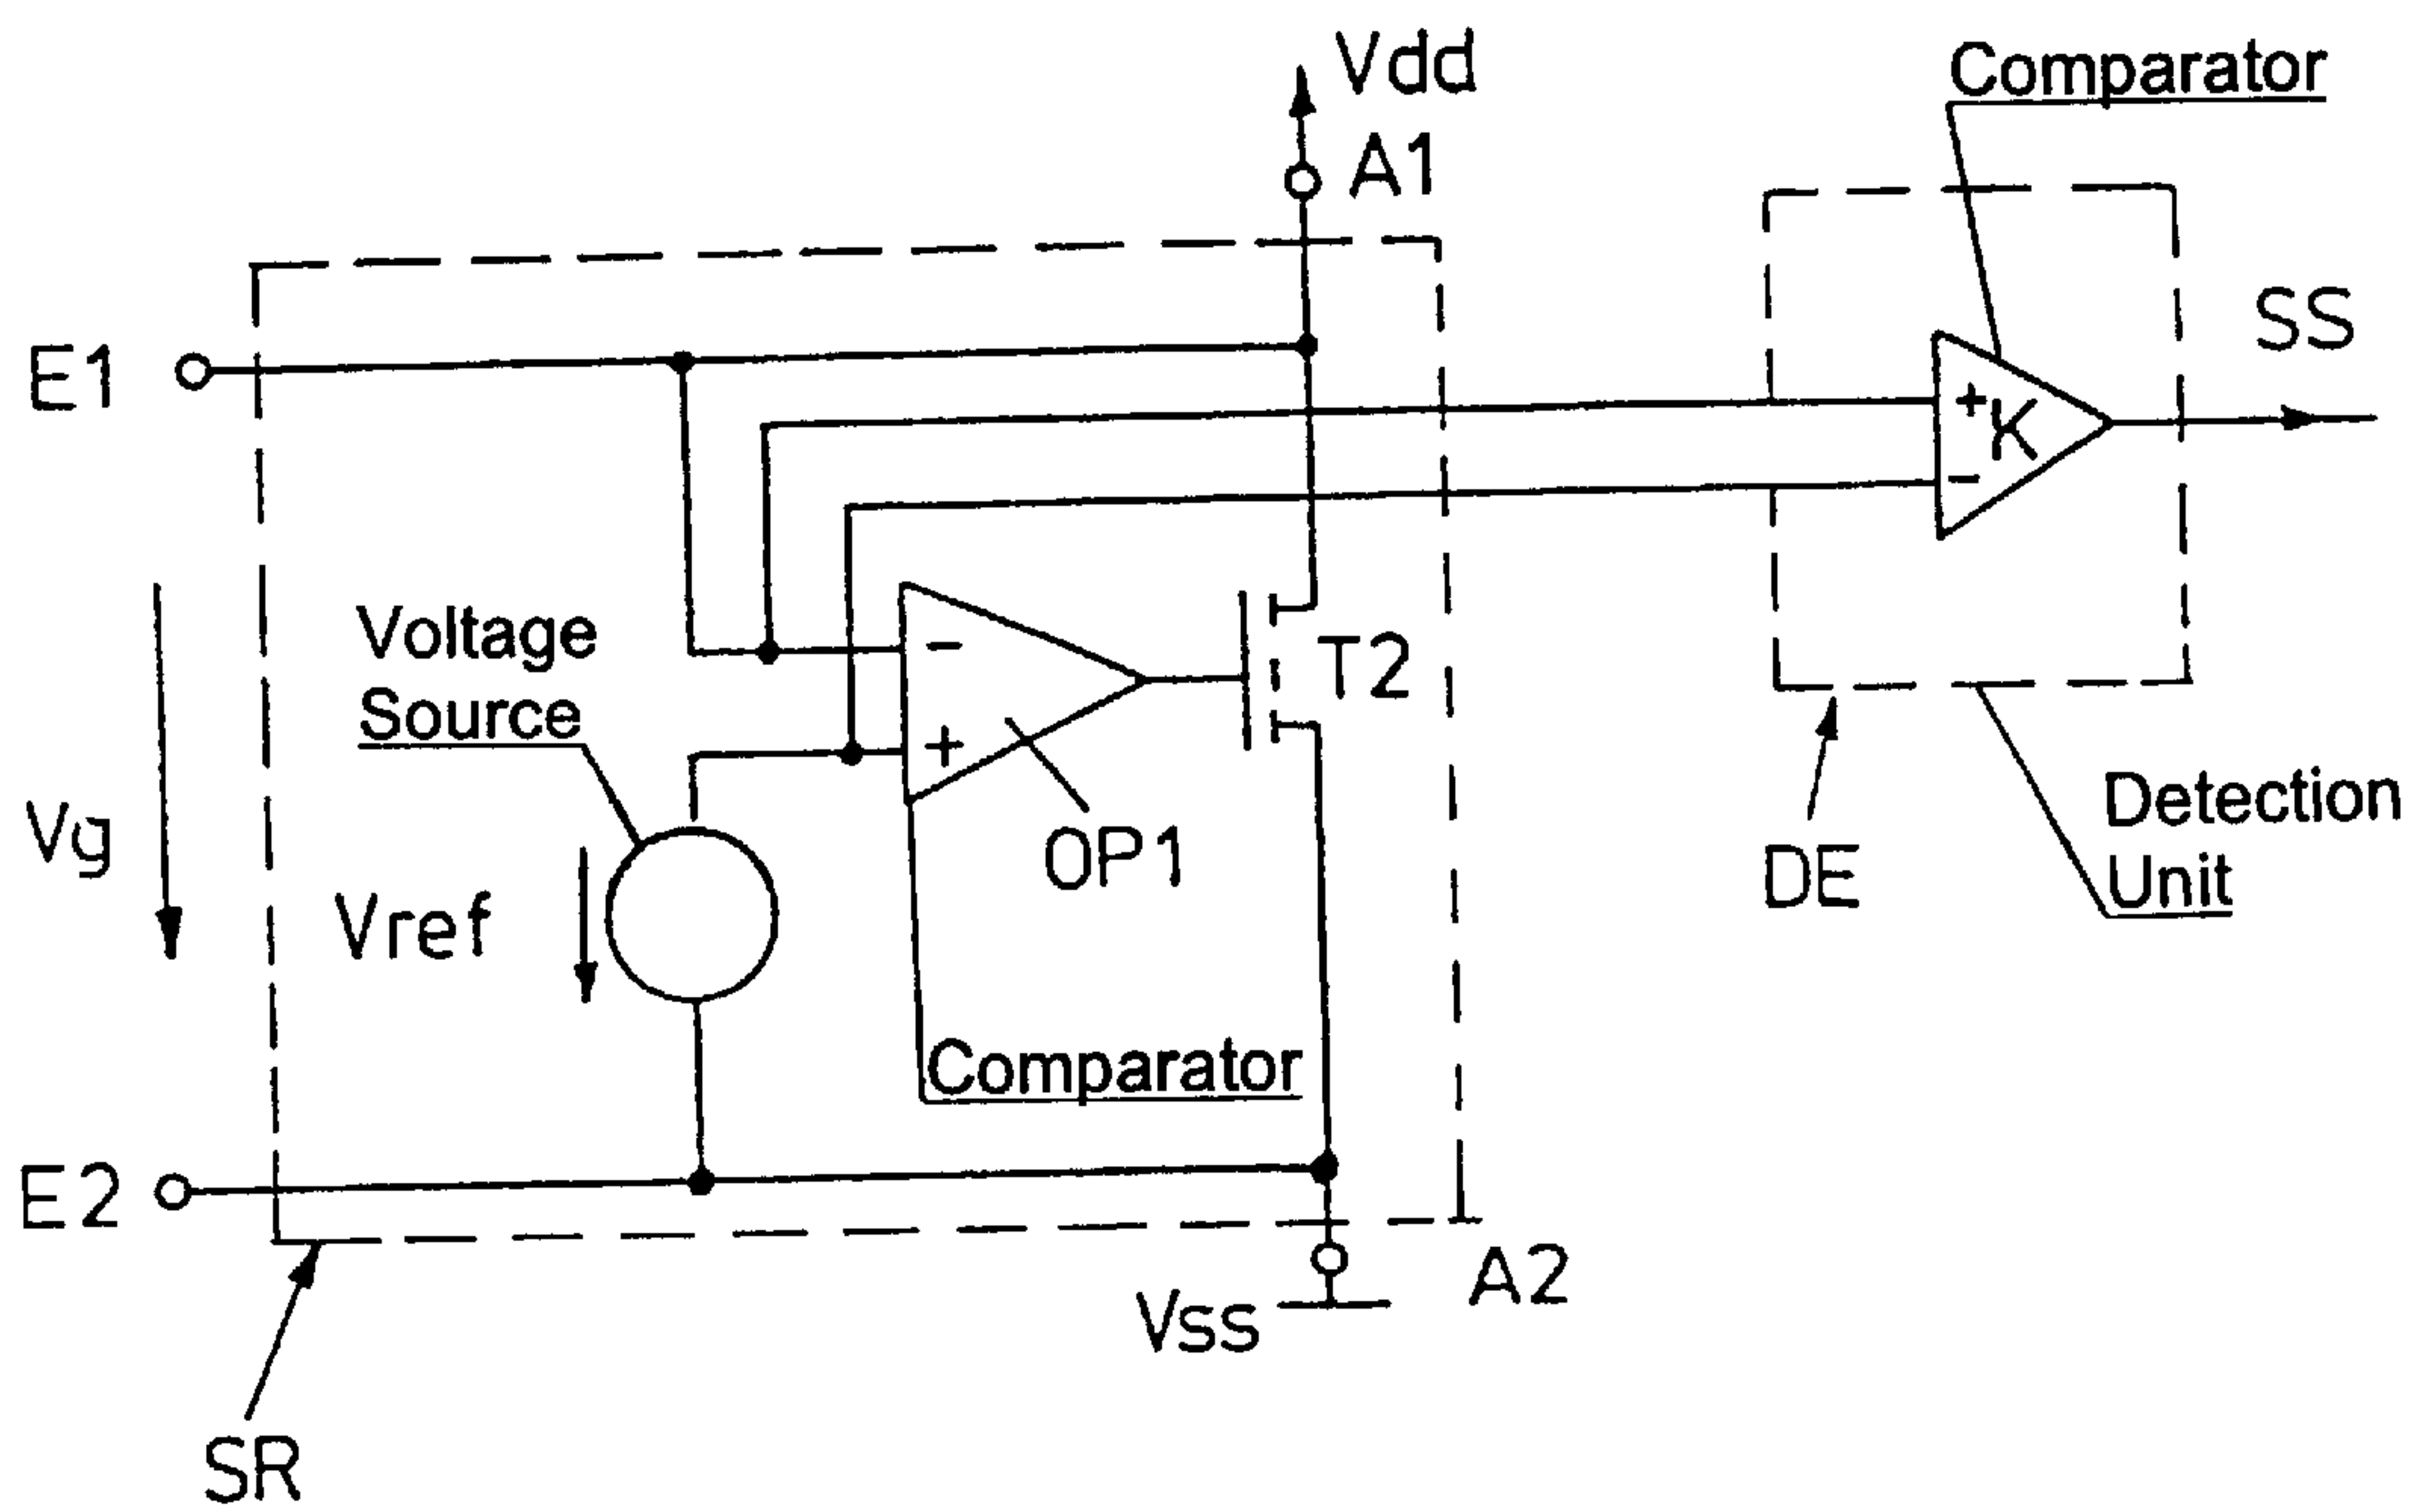 Vdd
Comparator
A1
SS
E1
+
K
−
Voltage
Source
−
T2
+
Detection
Unit
Vg
OP1
DE
Vref
Comparator
E2
A2
Vss
SR